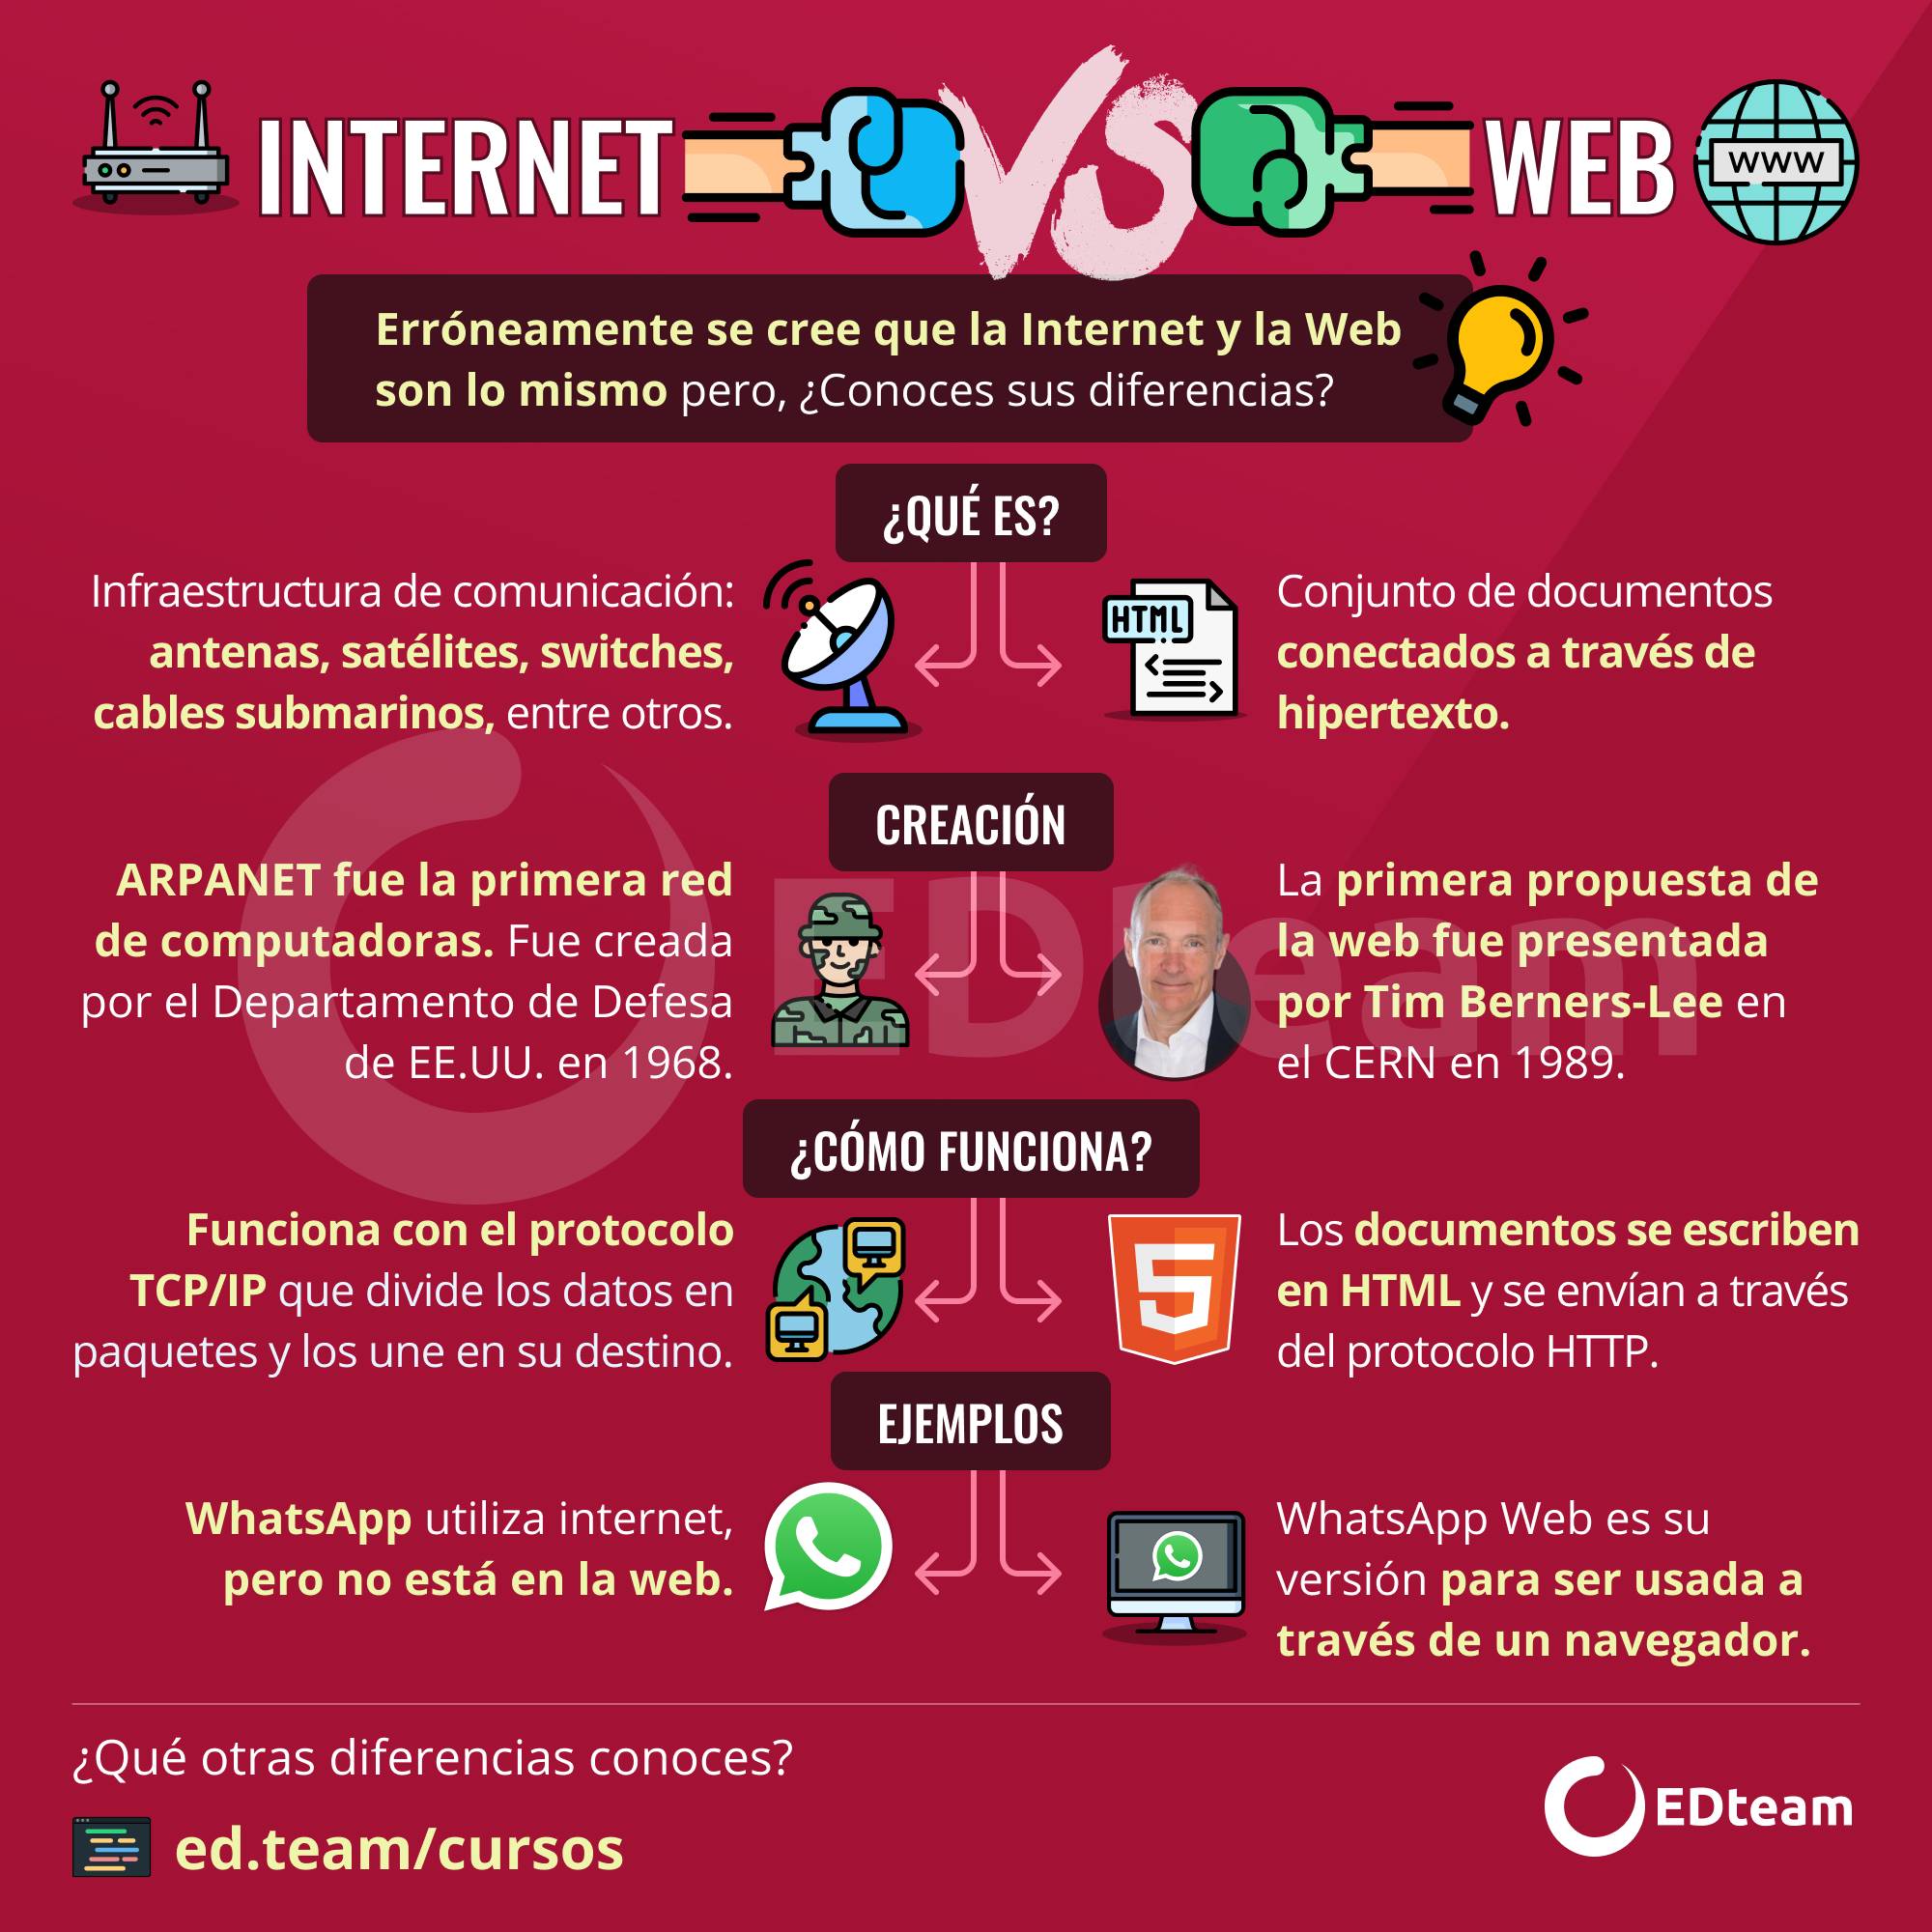 INTERNET VS WEB
WWW
Erróneamente se cree que la Internet y la Web
son lo mismo pero, ¿Conoces sus diferencias?
¿QUÉ ES?
Infraestructura de comunicación:
antenas, satélites, switches,
cables submarinos, entre otros.
HTML
Conjunto de documentos
conectados a través de
hipertexto.
CREACIÓN
ARPANET fue la primera red
de computadoras. Fue creada
por el Departamento de Defesa
de EE.UU. en 1968.
La primera propuesta de
la web fue presentada
por Tim Berners-Lee en
el CERN en 1989.
EDteam
¿CÓMO FUNCIONA?
Funciona con el protocolo
TCP/IP que divide los datos en
paquetes y los une en su destino.
5
Los documentos se escriben
en HTML y se envían a través
del protocolo HTTP.
EJEMPLOS
WhatsApp utiliza internet,
pero no está en la web.
WhatsApp Web es su
versión para ser usada a
través de un navegador.
¿Qué otras diferencias conoces?
ed.team/cursos
EDteam